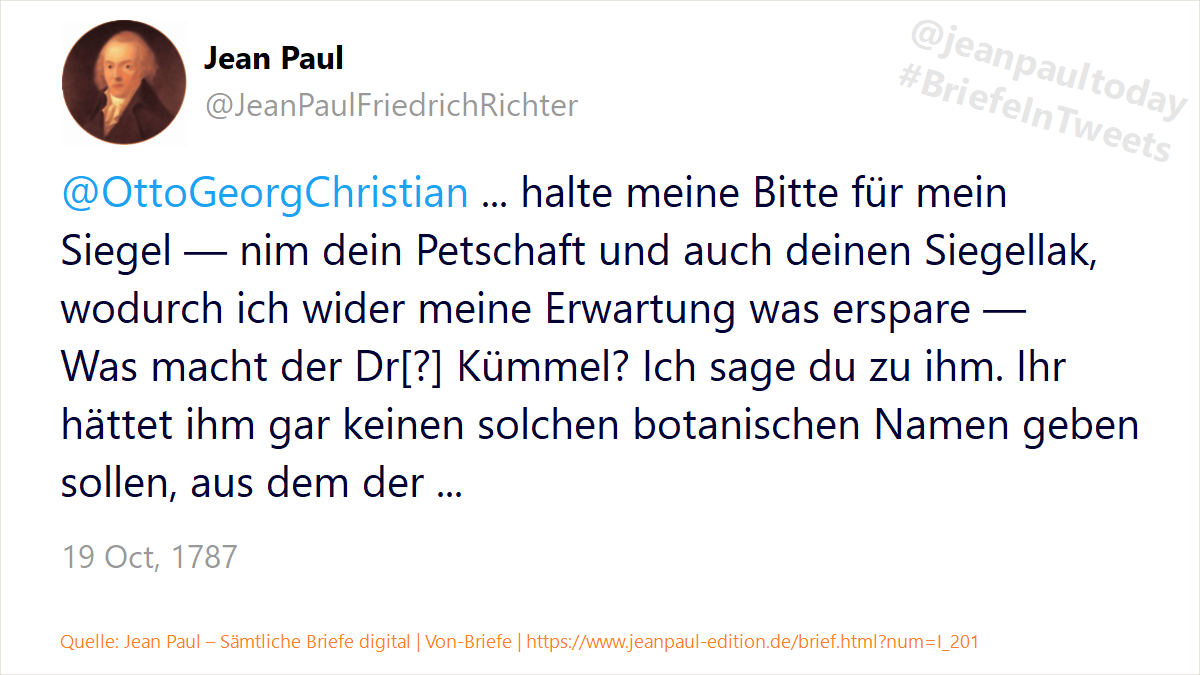 Jean Paul
@JeanPaulFriedrichRichter
@jeanpaultoday
#BriefeInTweets
@OttoGeorgChristian ... halte meine Bitte für mein
Siegel — nim dein Petschaft und auch deinen Siegellak,
wodurch ich wider meine Erwartung was erspare —
Was macht der Dr[?] Kümmel? Ich sage du zu ihm. Ihr
hättet ihm gar keinen solchen botanischen Namen geben
sollen, aus dem der ...
19 Oct, 1787
Quelle: Jean Paul – Sämtliche Briefe digital | Von-Briefe | https://www.jeanpaul-edition.de/brief.html?num=I_201